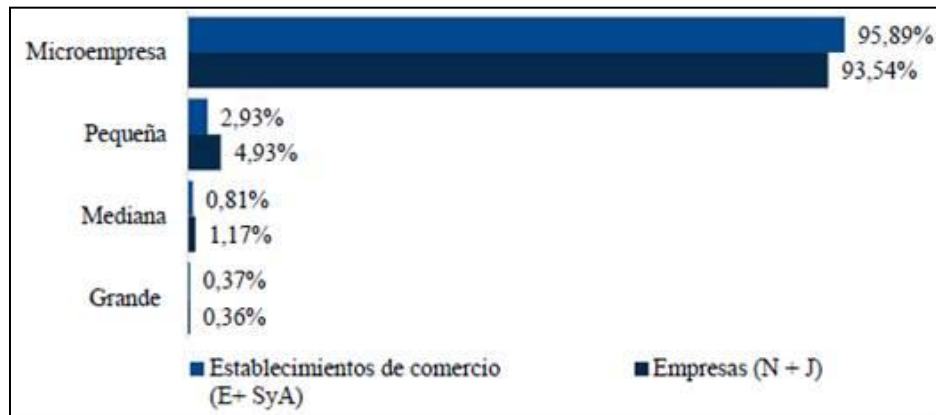 Microempresa
95,89%
93,54%
Pequeña
2,93%
4,93%
Mediana
0,81%
1,17%
Grande
0,37%
0,36%
Establecimientos de comercio
(E+ SyA)
Empresas (N + J)